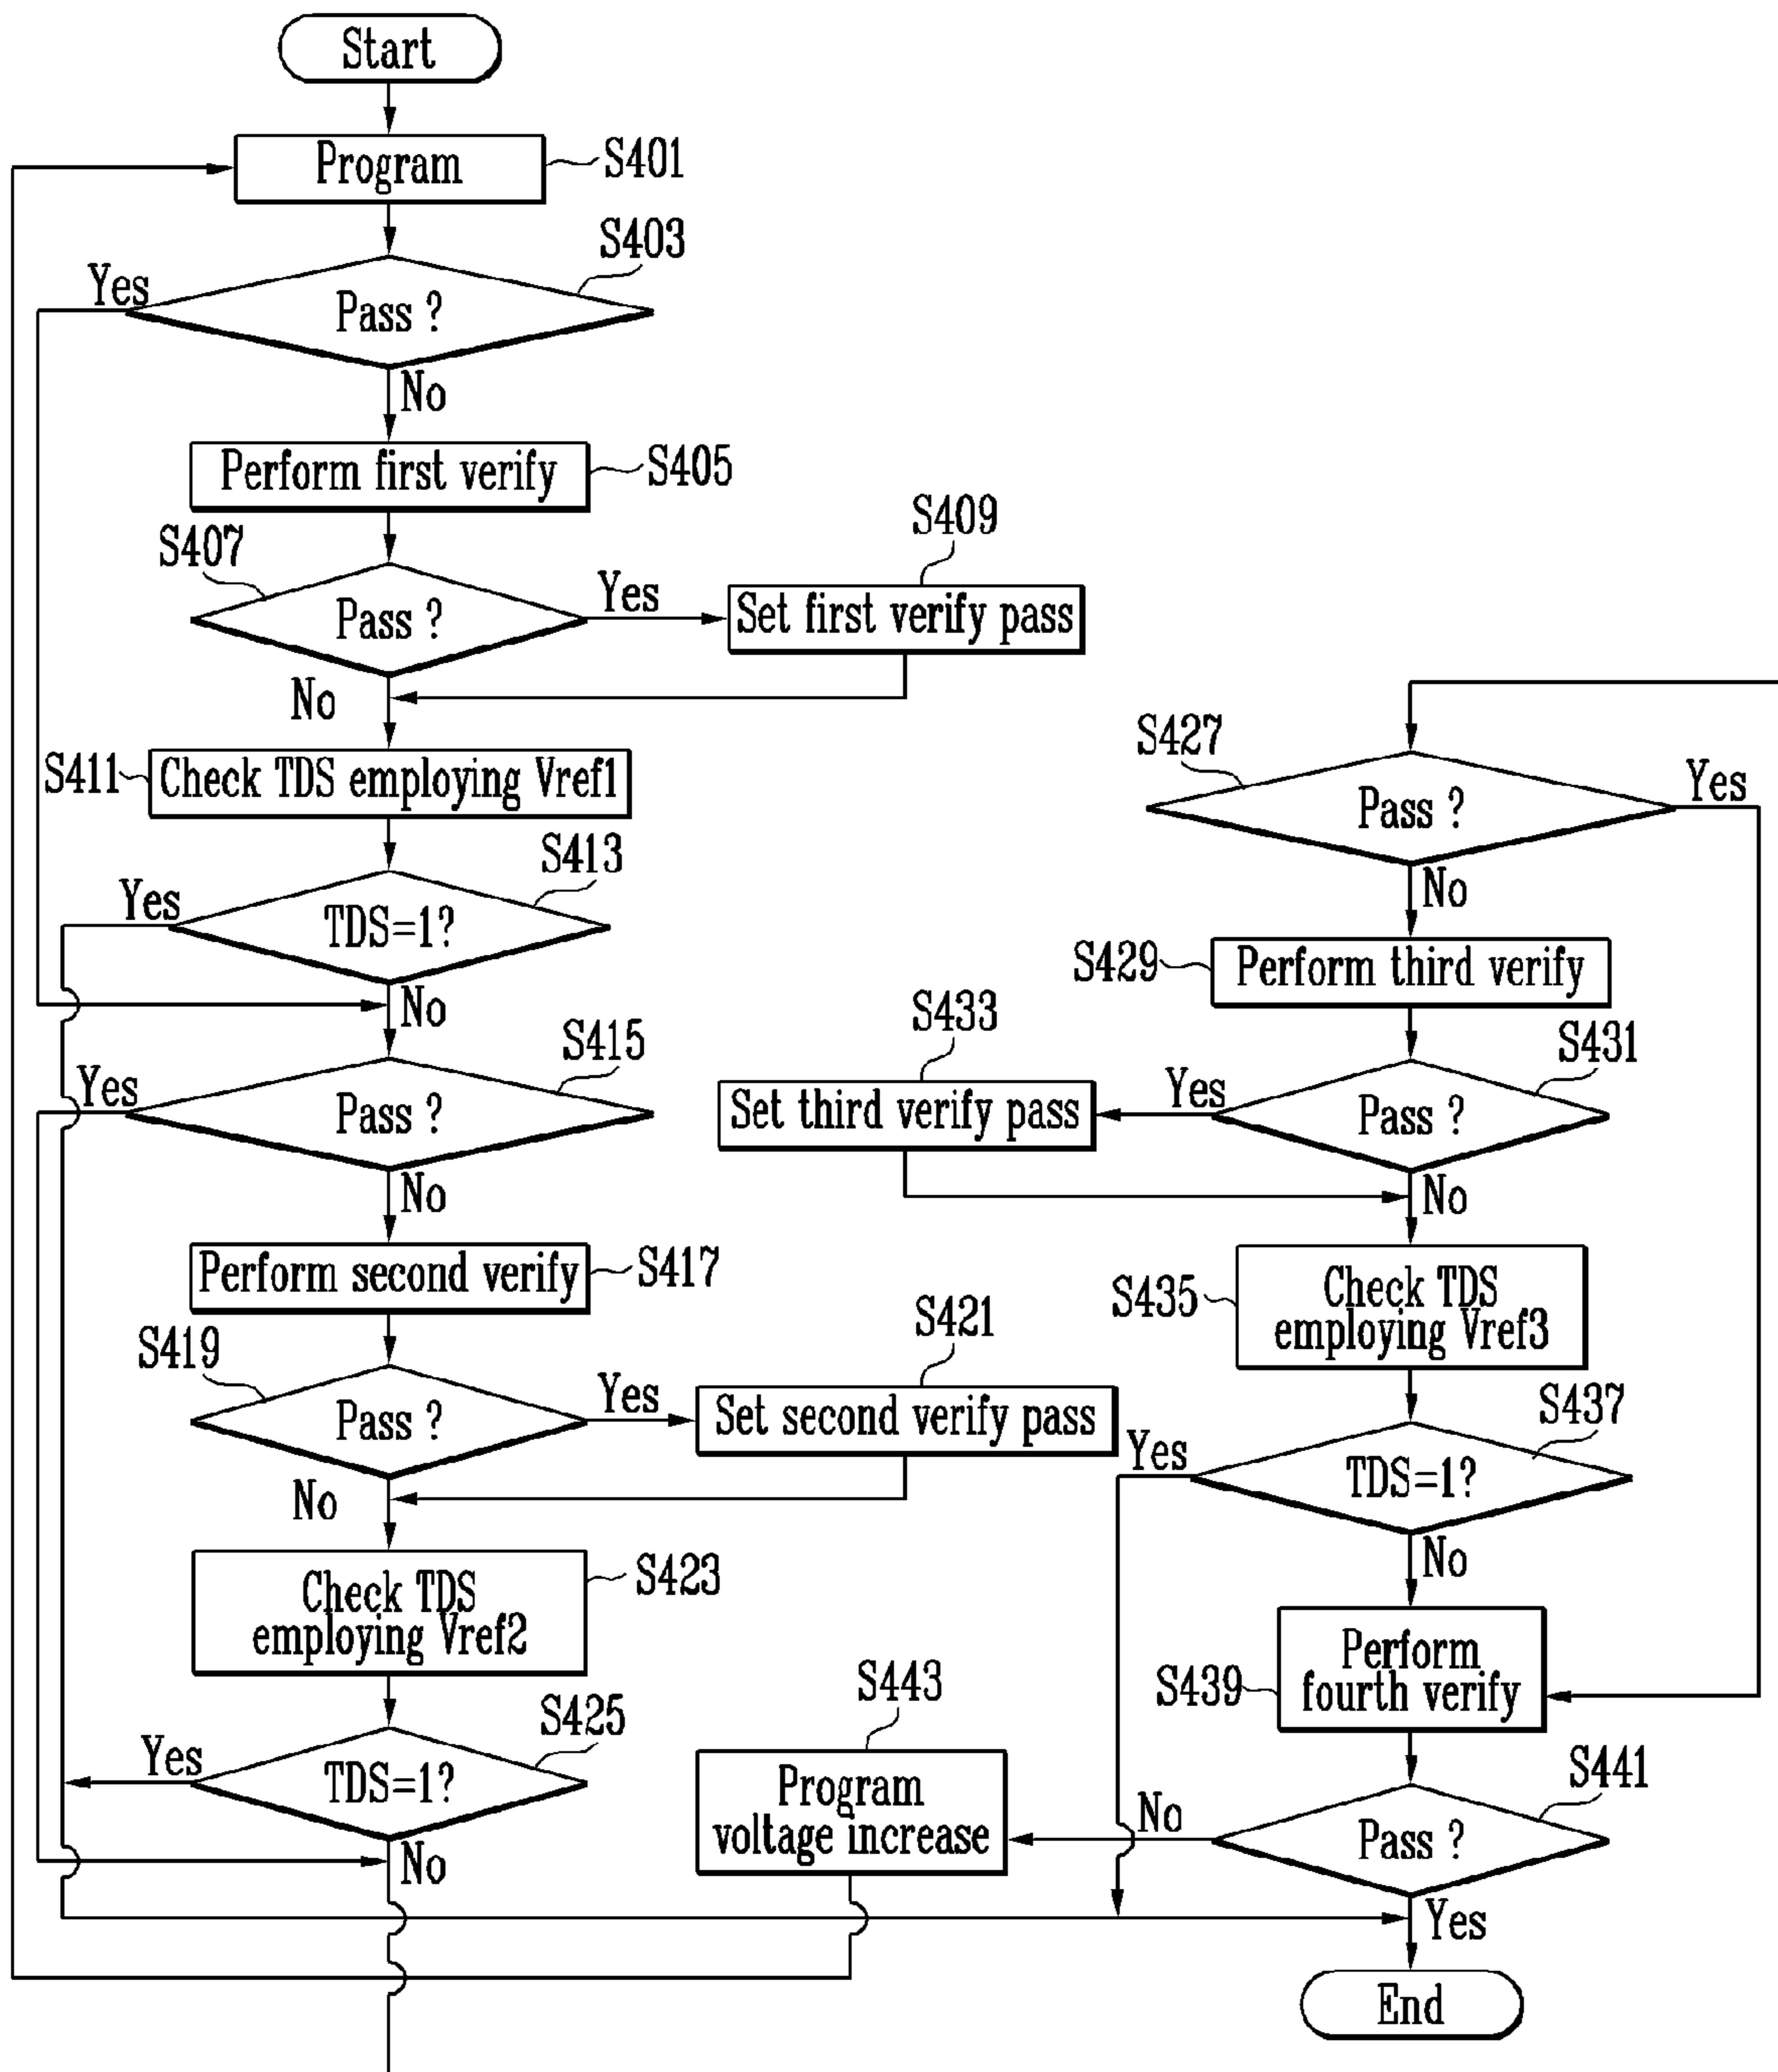 Start
Program
S401
S403
Yes
Pass ?
No
Perform first verify
S405
S407
Pass ?
Yes
S409
Set first verify pass
No
S411
Check TDS employing Vref1
S413
Yes
TDS=1?
No
S415
Yes
Pass ?
No
Perform second verify
S417
S419
Pass ?
Yes
S421
Set second verify pass
No
Check TDS
employing Vref2
S423
S425
Yes
TDS=1?
No
S427
Pass ?
Yes
No
S429
Perform third verify
S431
Pass ?
Yes
S433
Set third verify pass
No
S435
Check TDS
employing Vref3
S437
Yes
TDS=1?
No
S439
Perform
fourth verify
S441
Pass ?
No
S443
Program
voltage increase
Yes
End